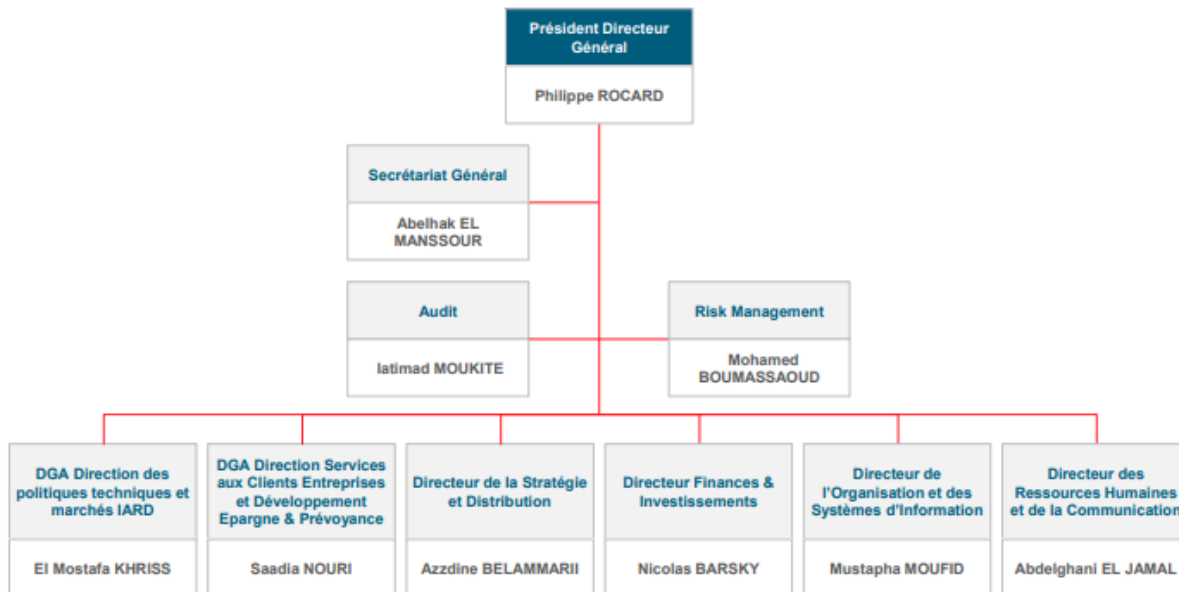 Président Directeur
Général
Philippe ROCARD
Secrétariat Général
Abelhak EL
MANSSOUR
Audit
Iatimad MOUKITE
Risk Management
Mohamed
BOUMASSAOUD
DGA Direction des
politiques techniques et
marchés IARD
El Mostafa KHRISS
DGA Direction Services
aux Clients Entreprises
et Développement
Epargne & Prévoyance
Saadia NOURI
Directeur de la Stratégie
et Distribution
Azzdine BELAMMARII
Directeur Finances &
Investissements
Nicolas BARSKY
Directeur de
l'Organisation et des
Systèmes d'Information
Mustapha MOUFID
Directeur des
Ressources Humaines
et de la Communication
Abdelghani EL JAMAL